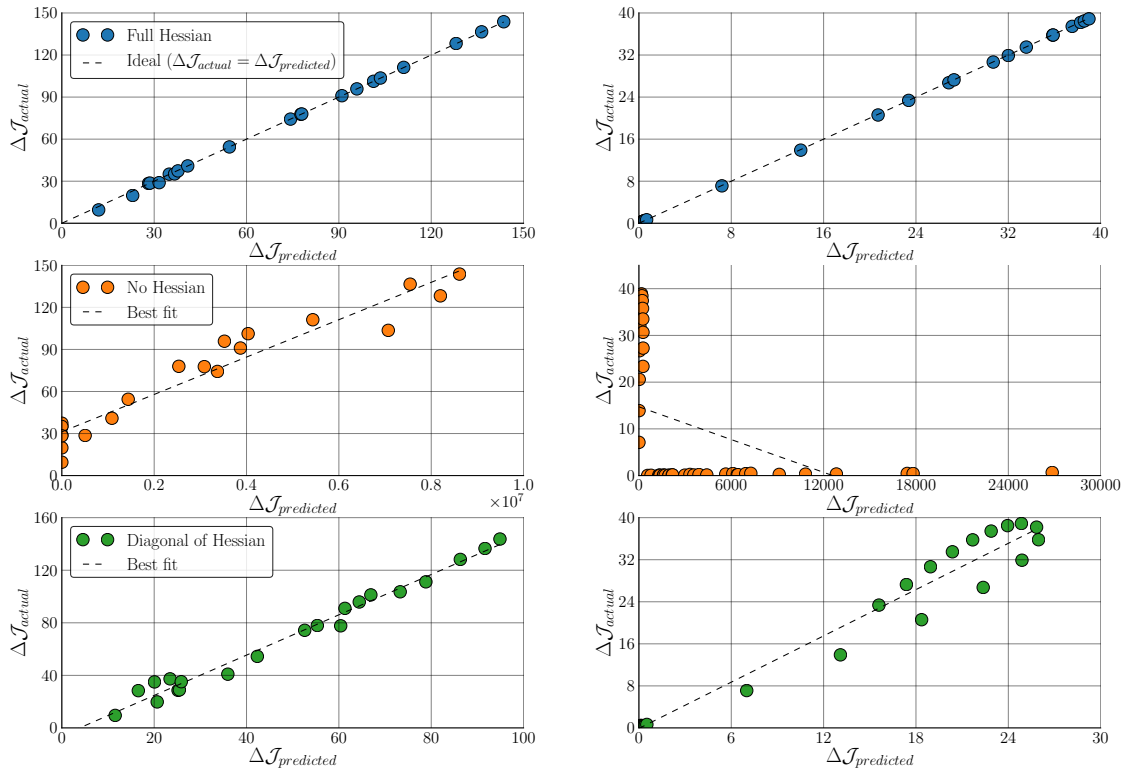 150
120
90
60
30
0
ΔJ_actual
Full Hessian
Ideal (ΔJ_actual = ΔJ_predicted)
0 30 60 90 120 150
ΔJ_predicted
40
32
24
16
8
0
ΔJ_actual
0 8 16 24 32 40
ΔJ_predicted
150
120
90
60
30
0
ΔJ_actual
No Hessian
Best fit
0.0 0.2 0.4 0.6 0.8 1.0
×10^7
ΔJ_predicted
40
30
20
10
0
ΔJ_actual
0 6000 12000 18000 24000 30000
ΔJ_predicted
160
120
80
40
0
ΔJ_actual
Diagonal of Hessian
Best fit
0 20 40 60 80 100
ΔJ_predicted
40
32
24
16
8
0
ΔJ_actual
0 6 12 18 24 30
ΔJ_predicted